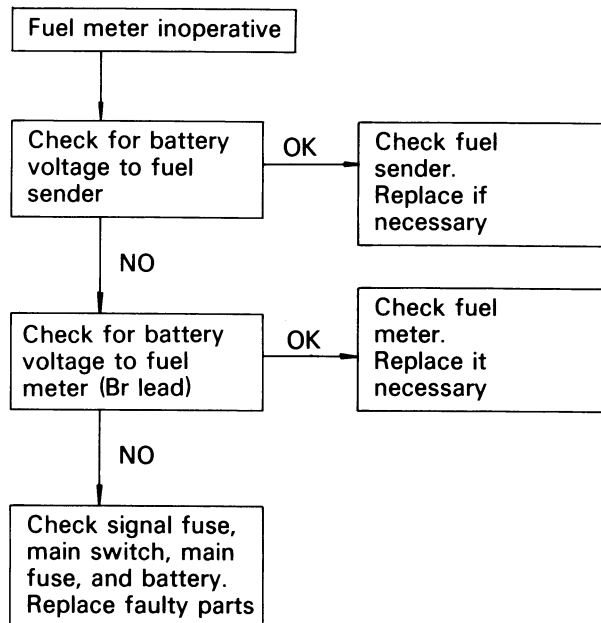 Fuel meter inoperative
Check for battery
voltage to fuel
sender
OK
Check fuel
sender.
Replace if
necessary
NO
Check for battery
voltage to fuel
meter (Br lead)
OK
Check fuel
meter.
Replace it
necessary
NO
Check signal fuse,
main switch, main
fuse, and battery.
Replace faulty parts